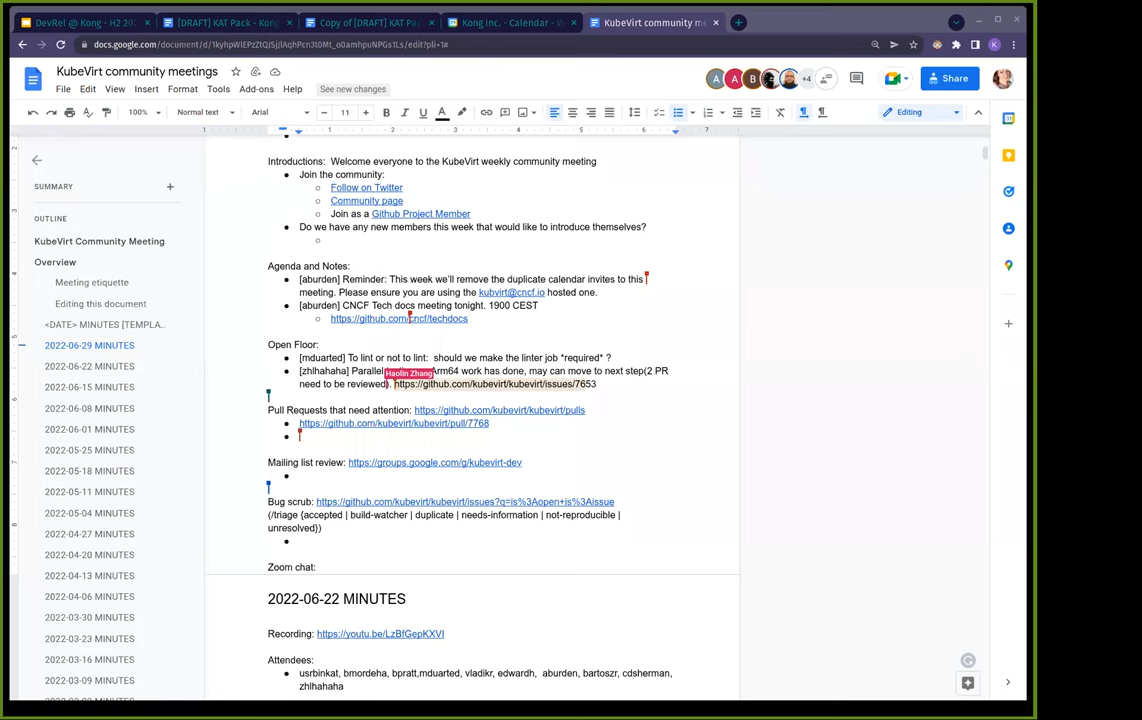 DevRel @ Kong - H2 202
[DRAFT] KAT Pack - Kong
Copy of [DRAFT] KAT Pac
Kong Inc. - Calendar - W
KubeVirt community me
docs.google.com/document/d/1kyhpWlEPzZtQJSjJlAqhPcn3t0Mt_o0amhpuNPGs1Ls/edit?pli=1#
K
KubeVirt community meetings
File Edit View Insert Format Tools Add-ons Help See new changes
A A B +4
Share
100% Normal text Arial 11 Editing
1 1 2 3 4 5 6 7
SUMMARY
OUTLINE
KubeVirt Community Meeting
Overview
Meeting etiquette
Editing this document
<DATE> MINUTES [TEMPLA...
2022-06-29 MINUTES
2022-06-22 MINUTES
2022-06-15 MINUTES
2022-06-08 MINUTES
2022-06-01 MINUTES
2022-05-25 MINUTES
2022-05-18 MINUTES
2022-05-11 MINUTES
2022-05-04 MINUTES
2022-04-27 MINUTES
2022-04-20 MINUTES
2022-04-13 MINUTES
2022-04-06 MINUTES
2022-03-30 MINUTES
2022-03-23 MINUTES
2022-03-16 MINUTES
2022-03-09 MINUTES
Introductions: Welcome everyone to the KubeVirt weekly community meeting
Join the community:
Follow on Twitter
Community page
Join as a Github Project Member
Do we have any new members this week that would like to introduce themselves?
Agenda and Notes:
[aburden] Reminder: This week we'll remove the duplicate calendar invites to this
meeting. Please ensure you are using the kubvirt@cncf.io hosted one.
[aburden] CNCF Tech docs meeting tonight. 1900 CEST
https://github.com/cncf/techdocs
Open Floor:
[mduarted] To lint or not to lint: should we make the linter job *required* ?
[zhlhahaha] Parallel Arm64 work has done, may can move to next step(2 PR
Haolin Zhang
need to be reviewed). https://github.com/kubevirt/kubevirt/issues/7653
Pull Requests that need attention: https://github.com/kubevirt/kubevirt/pulls
https://github.com/kubevirt/kubevirt/pull/7768
Mailing list review: https://groups.google.com/g/kubevirt-dev
Bug scrub: https://github.com/kubevirt/kubevirt/issues?q=is%3Aopen+is%3Aissue
(/triage {accepted | build-watcher | duplicate | needs-information | not-reproducible |
unresolved})
Zoom chat:
2022-06-22 MINUTES
Recording: https://youtu.be/LzBfGepKXVI
Attendees:
usrbinkat, bmordeha, bpratt,mduarted, vladikr, edwardh, aburden, bartoszr, cdsherman,
zhlhahaha